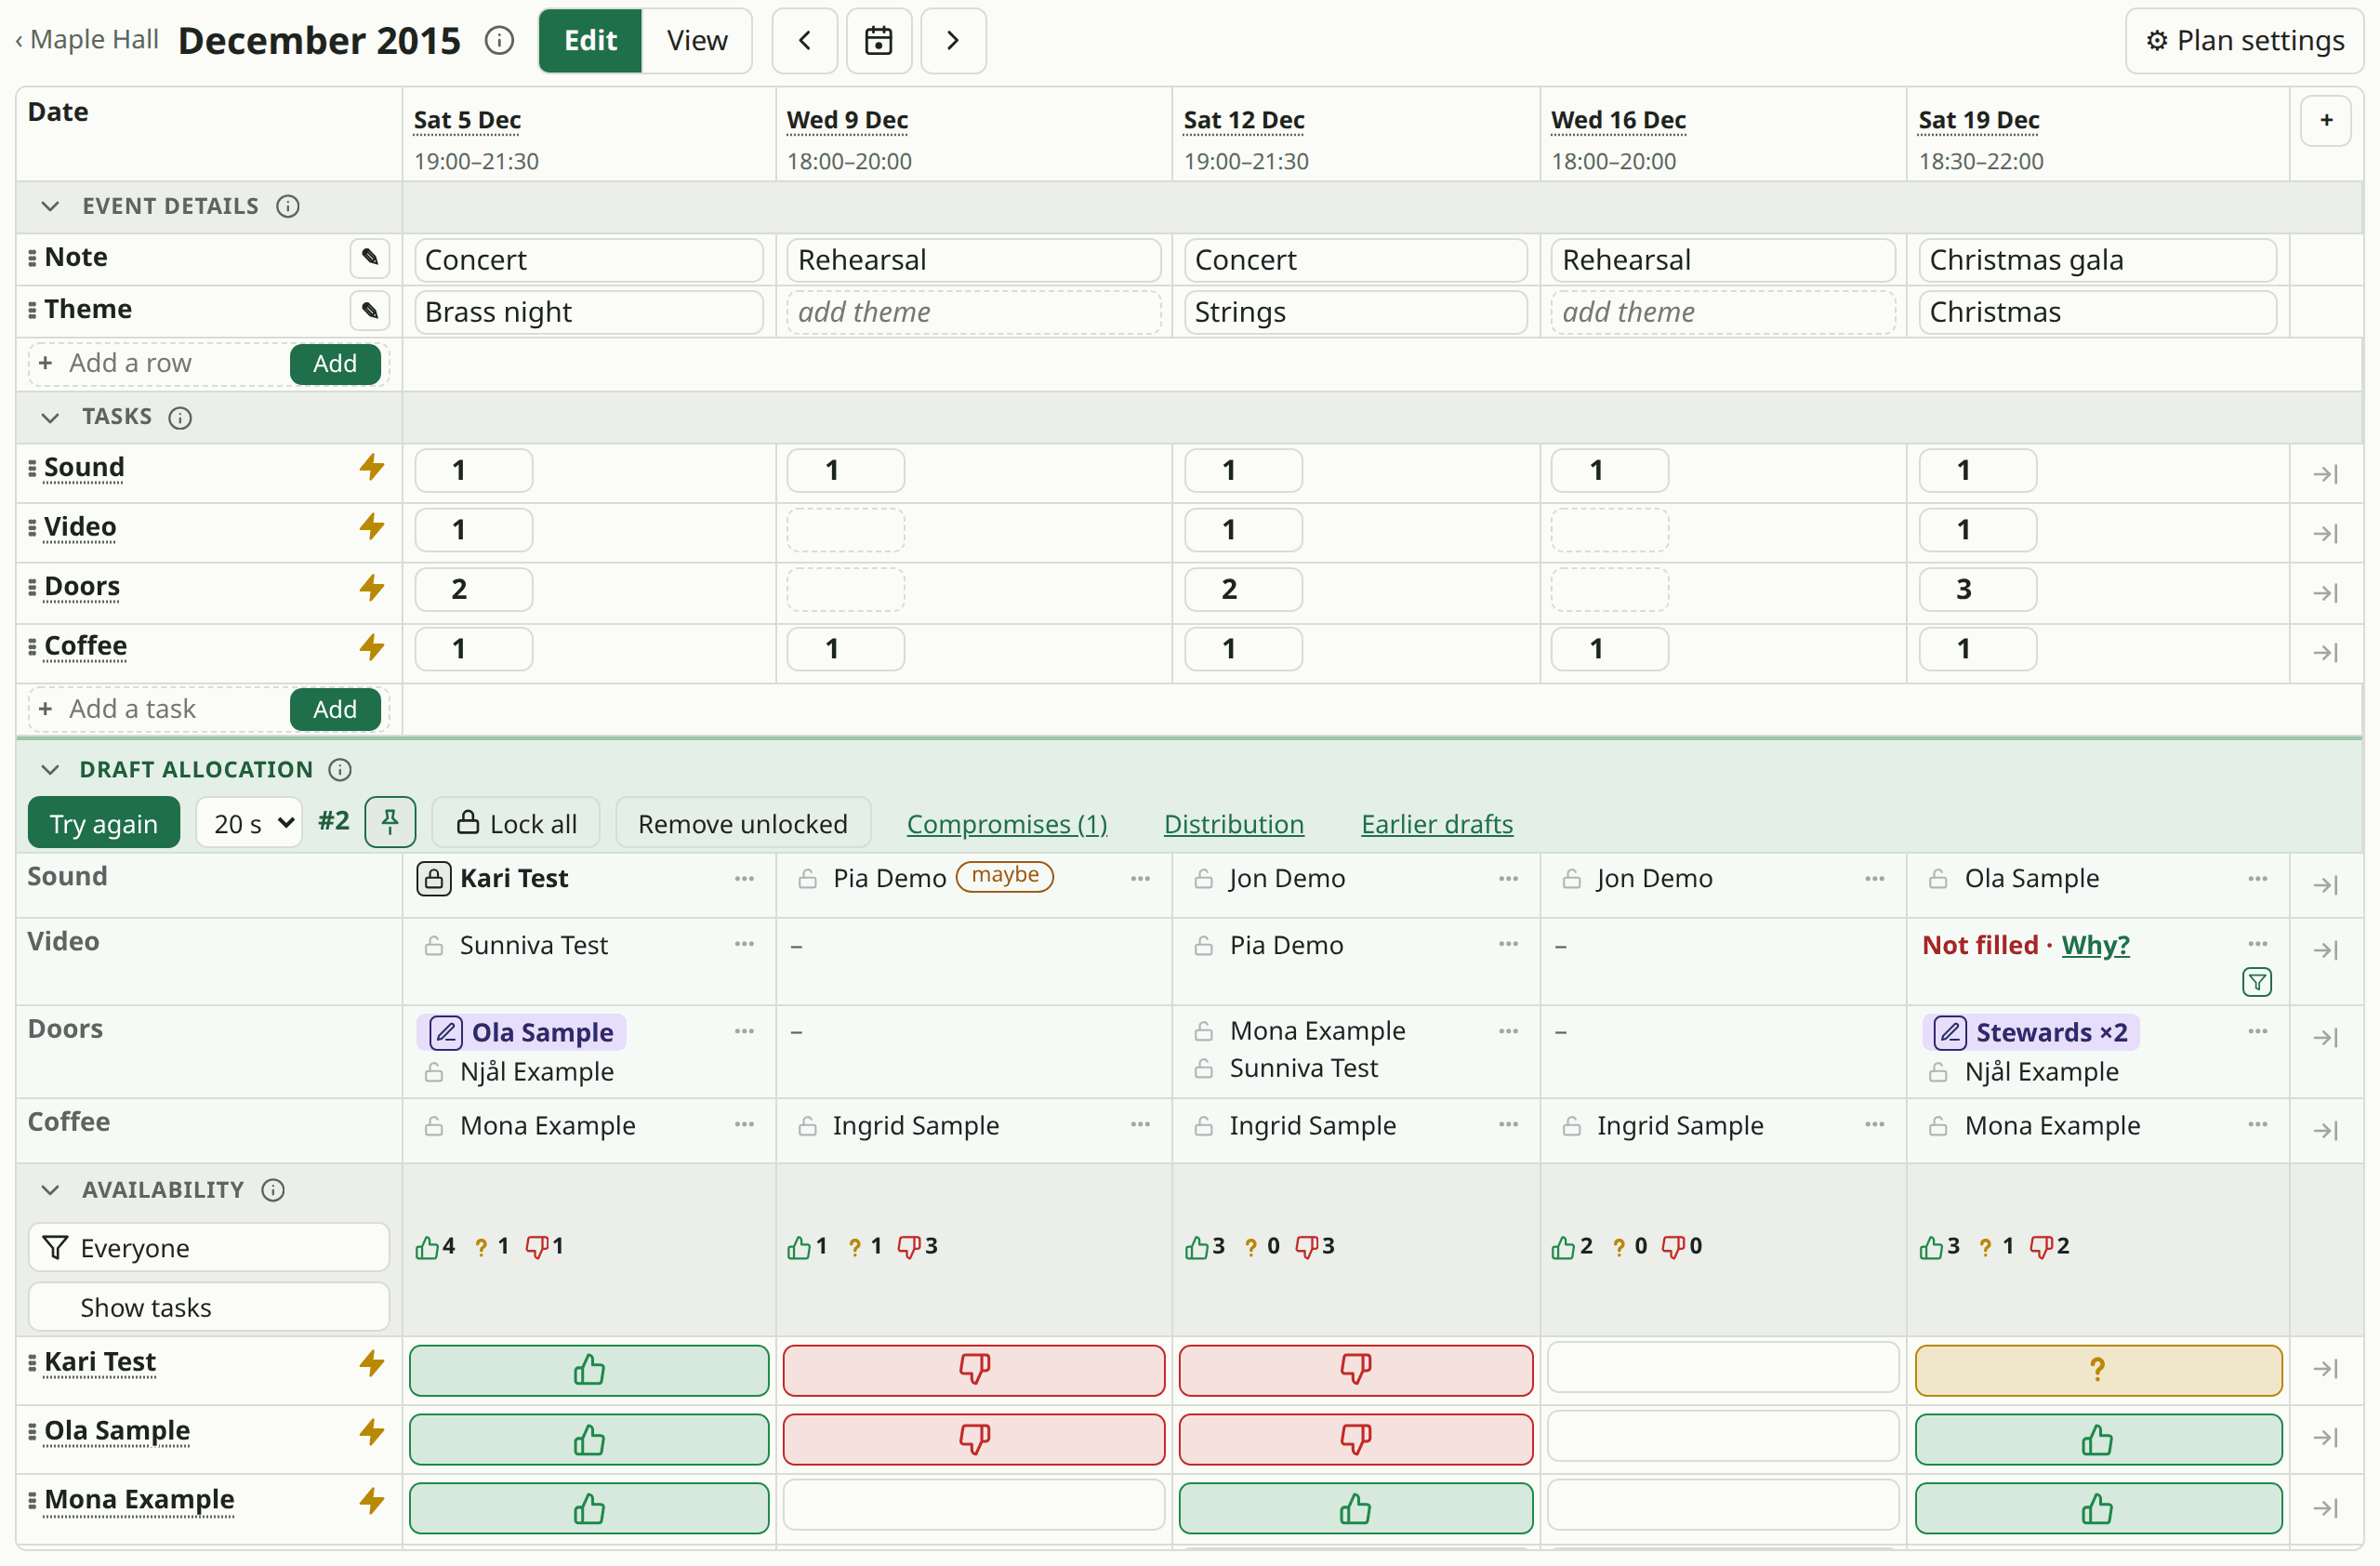 ‹ Maple Hall December 2015 Edit View Plan settings
Date Sat 5 Dec Wed 9 Dec Sat 12 Dec Wed 16 Dec Sat 19 Dec +
19:00–21:30 18:00–20:00 19:00–21:30 18:00–20:00 18:30–22:00
EVENT DETAILS
Note Concert Rehearsal Concert Rehearsal Christmas gala
Theme Brass night add theme Strings add theme Christmas
+ Add a row Add
TASKS
Sound 1 1 1 1 1
Video 1 1 1
Doors 2 2 3
Coffee 1 1 1 1 1
+ Add a task Add
DRAFT ALLOCATION
Try again 20 s #2 Lock all Remove unlocked Compromises (1) Distribution Earlier drafts
Sound Kari Test Pia Demo maybe Jon Demo Jon Demo Ola Sample
Video Sunniva Test – Pia Demo – Not filled · Why?
Doors Ola Sample – Mona Example – Stewards ×2
Njål Example Sunniva Test Njål Example
Coffee Mona Example Ingrid Sample Ingrid Sample Ingrid Sample Mona Example
AVAILABILITY
Everyone 4 ? 1 1 1 ? 1 3 3 ? 0 3 2 ? 0 0 3 ? 1 2
Show tasks
Kari Test ?
Ola Sample
Mona Example